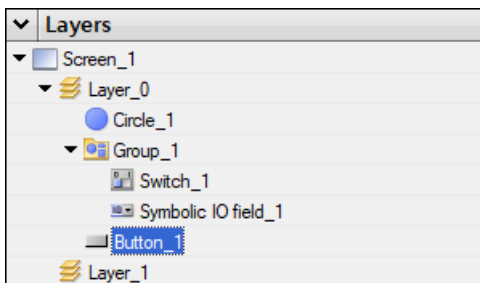 Layers
Screen_1
Layer_0
Circle_1
Group_1
Switch_1
Symbolic IO field_1
Button_1
Layer_1